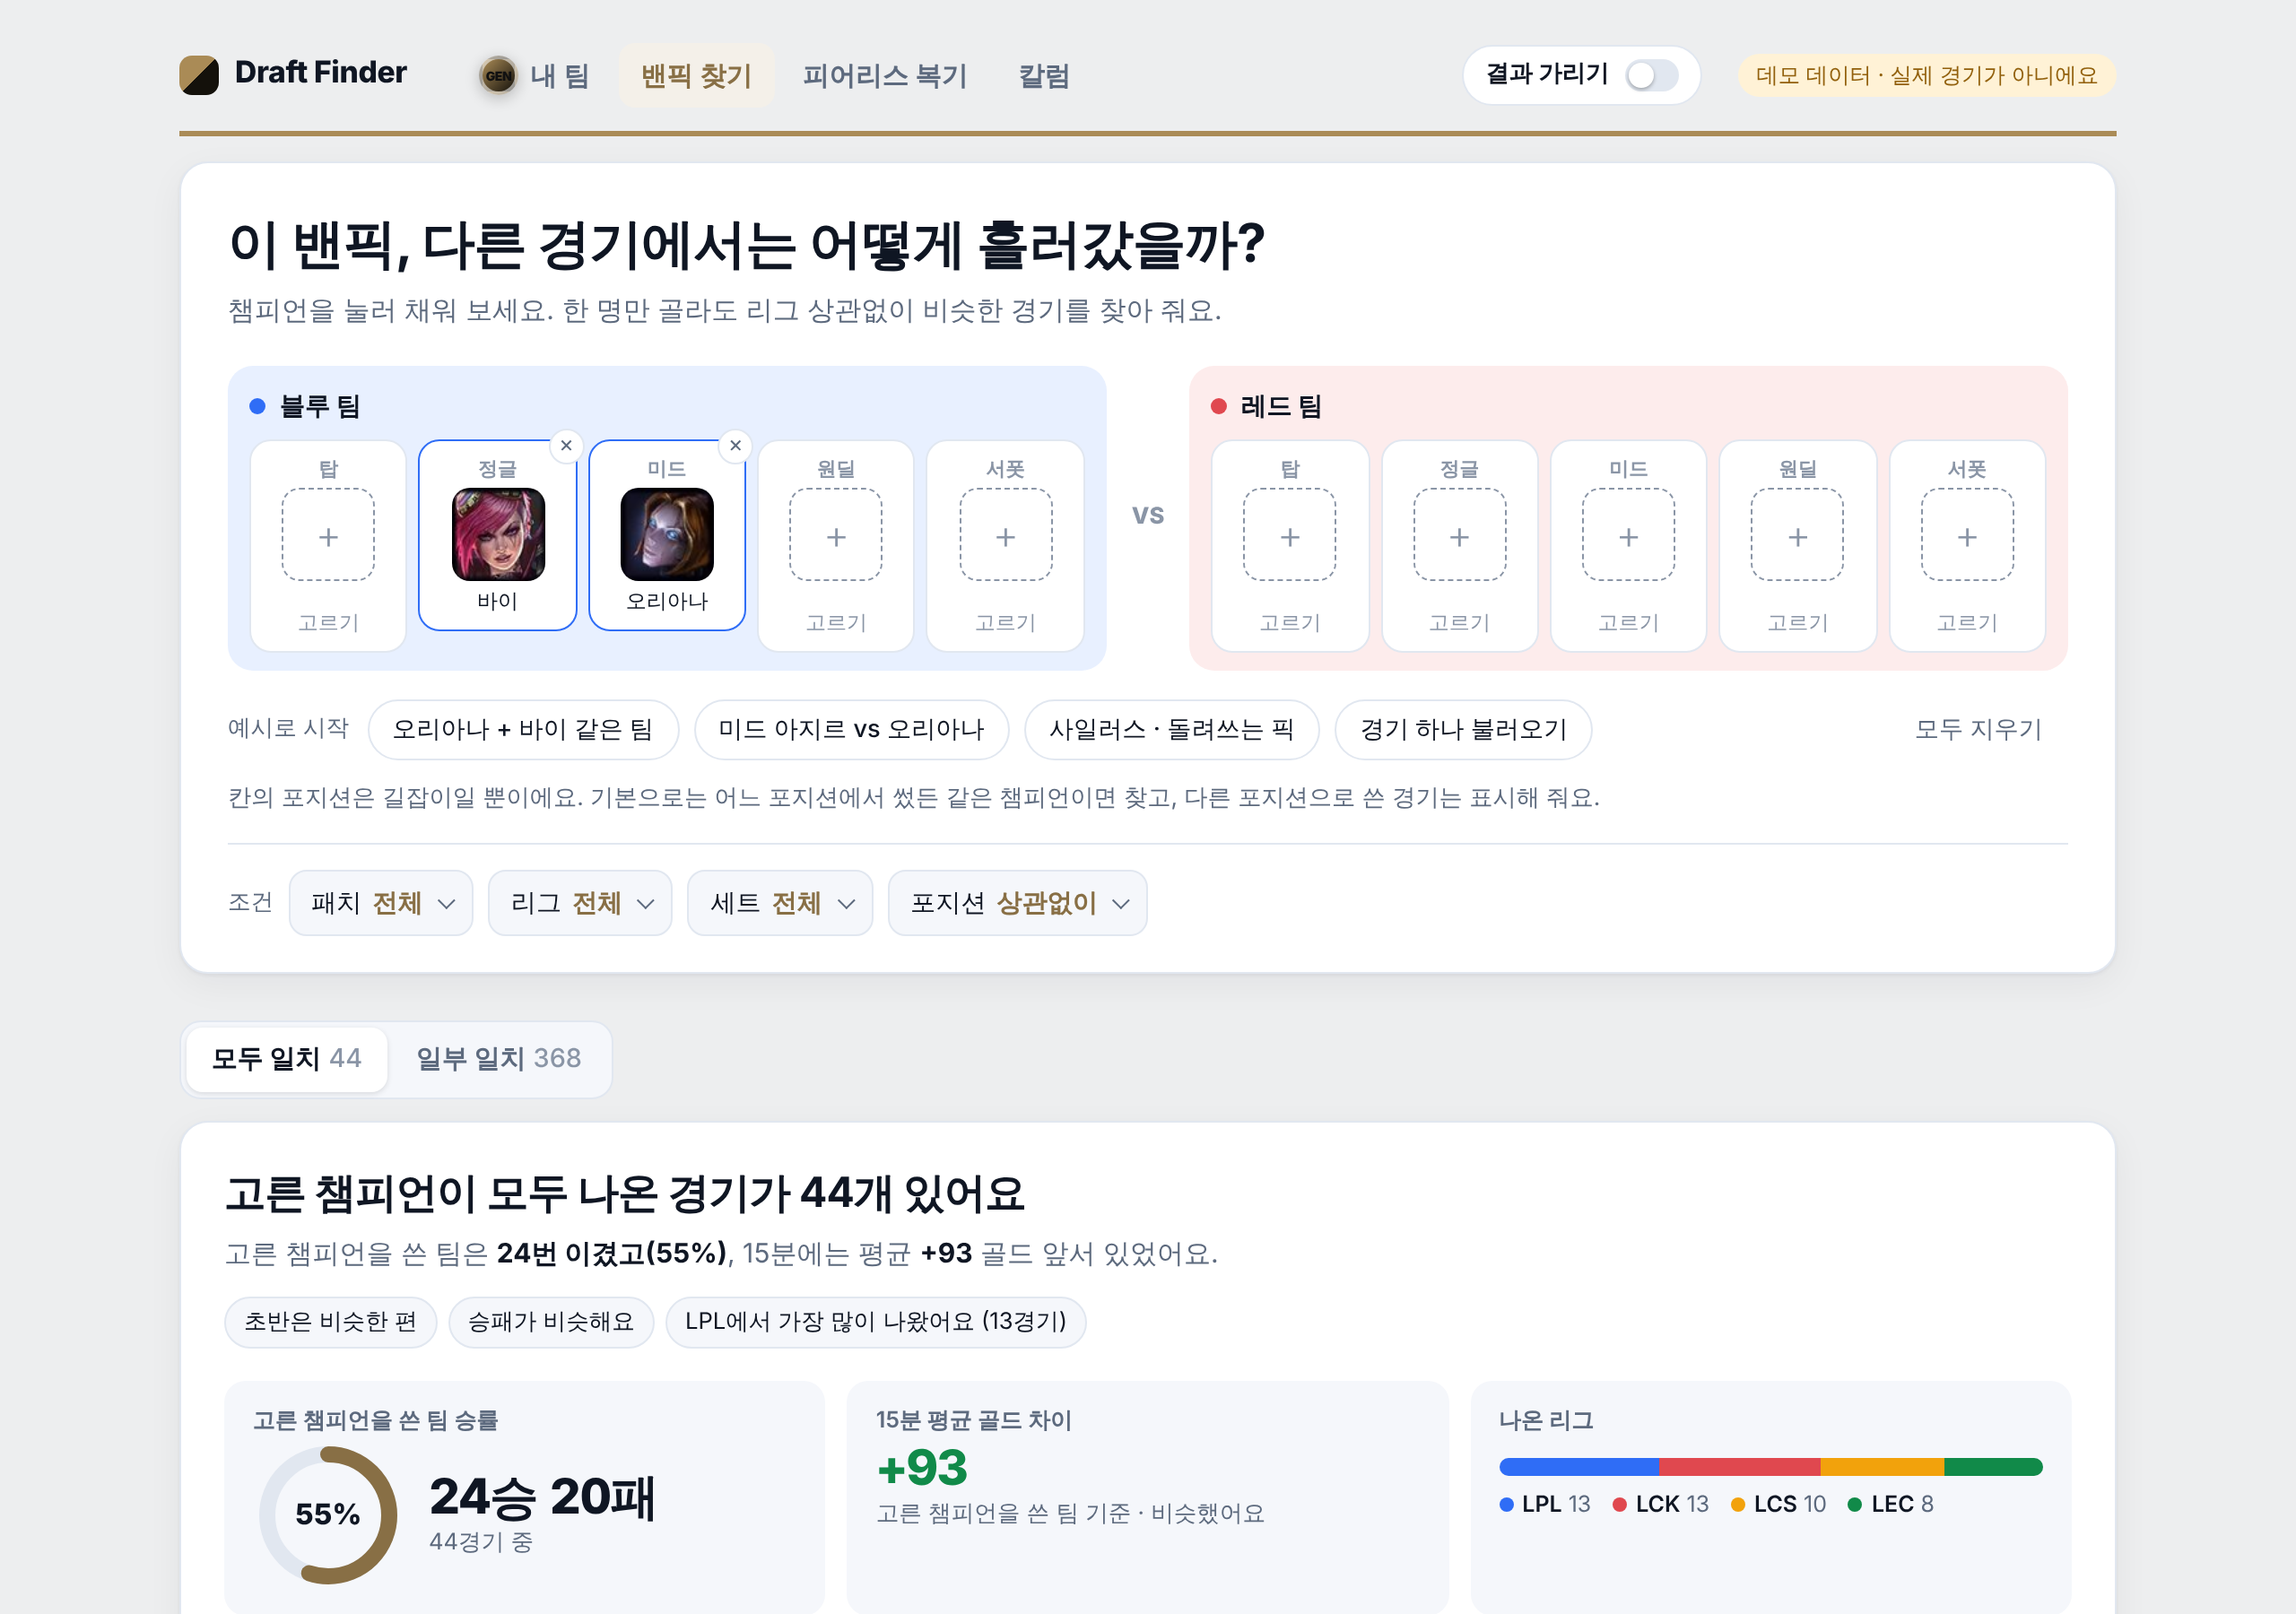 Draft Finder
GEN 내 팀
밴픽 찾기
피어리스 복기
칼럼
결과 가리기
데모 데이터 · 실제 경기가 아니에요
이 밴픽, 다른 경기에서는 어떻게 흘러갔을까?
챔피언을 눌러 채워 보세요. 한 명만 골라도 리그 상관없이 비슷한 경기를 찾아 줘요.
블루 팀
탑
+
고르기
정글
×
바이
미드
×
오리아나
원딜
+
고르기
서폿
+
고르기
vs
레드 팀
탑
+
고르기
정글
+
고르기
미드
+
고르기
원딜
+
고르기
서폿
+
고르기
예시로 시작
오리아나 + 바이 같은 팀
미드 아지르 vs 오리아나
사일러스 · 돌려쓰는 픽
경기 하나 불러오기
모두 지우기
칸의 포지션은 길잡이일 뿐이에요. 기본으로는 어느 포지션에서 썼든 같은 챔피언이면 찾고, 다른 포지션으로 쓴 경기는 표시해 줘요.
조건
패치 전체
리그 전체
세트 전체
포지션 상관없이
모두 일치 44
일부 일치 368
고른 챔피언이 모두 나온 경기가 44개 있어요
고른 챔피언을 쓴 팀은 24번 이겼고(55%), 15분에는 평균 +93 골드 앞서 있었어요.
초반은 비슷한 편
승패가 비슷해요
LPL에서 가장 많이 나왔어요 (13경기)
고른 챔피언을 쓴 팀 승률
55%
24승 20패
44경기 중
15분 평균 골드 차이
+93
고른 챔피언을 쓴 팀 기준 · 비슷했어요
나온 리그
LPL 13
LCK 13
LCS 10
LEC 8